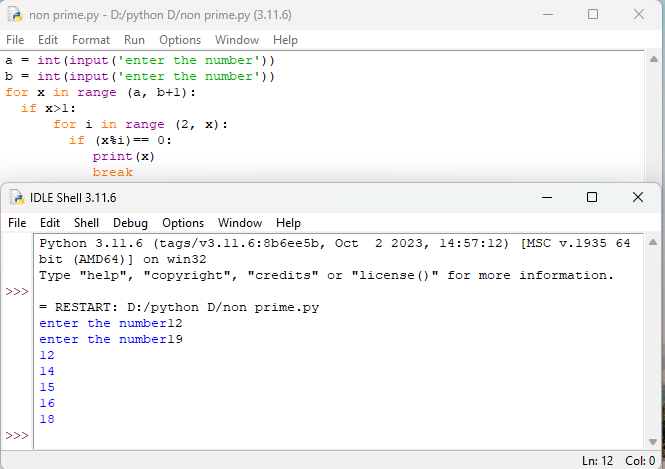 non prime.py - D:/python D/non prime.py (3.11.6)
File Edit Format Run Options Window Help
a = int(input('enter the number'))
b = int(input('enter the number'))
for x in range (a, b+1):
  if x>1:
      for i in range (2, x):
        if (x%i)== 0:
           print(x)
           break
IDLE Shell 3.11.6
File Edit Shell Debug Options Window Help
Python 3.11.6 (tags/v3.11.6:8b6ee5b, Oct  2 2023, 14:57:12) [MSC v.1935 64
bit (AMD64)] on win32
Type "help", "copyright", "credits" or "license()" for more information.
>>>
= RESTART: D:/python D/non prime.py
enter the number12
enter the number19
12
14
15
16
18
>>>
Ln: 12 Col: 0